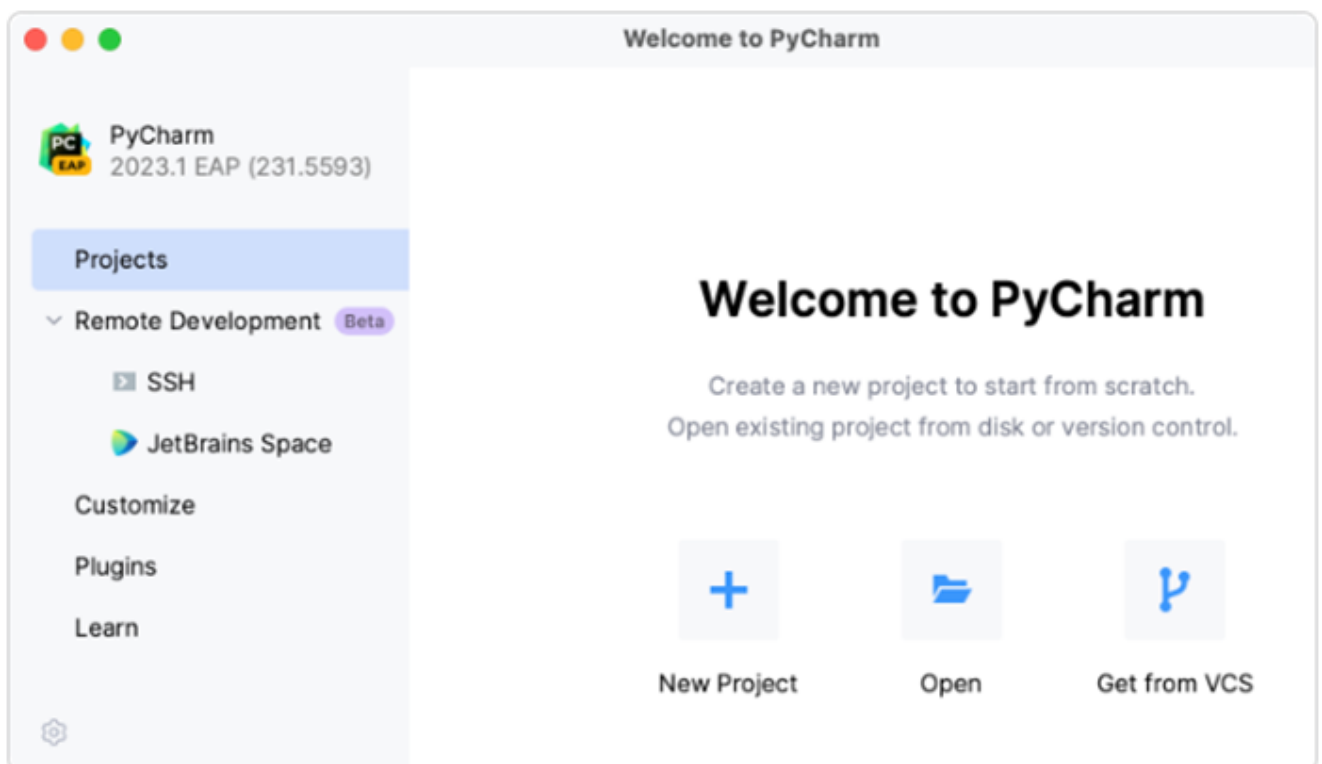 Welcome to PyCharm
PC
EAP
PyCharm
2023.1 EAP (231.5593)
Projects
Remote Development Beta
SSH
JetBrains Space
Customize
Plugins
Learn
Welcome to PyCharm
Create a new project to start from scratch.
Open existing project from disk or version control.
New Project
Open
Get from VCS